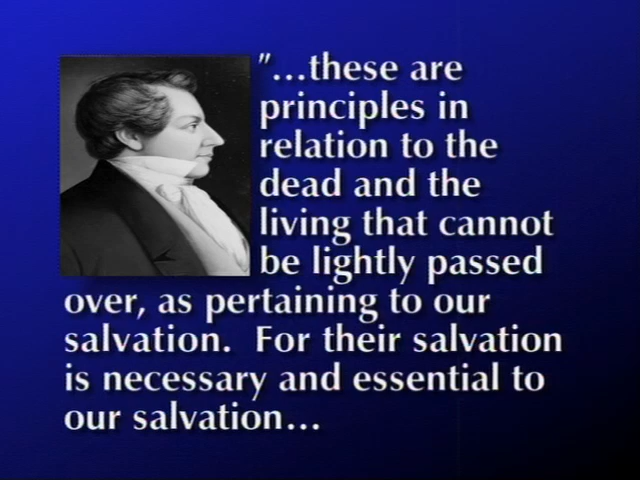 "...these are
principles in
relation to the
dead and the
living that cannot
be lightly passed
over, as pertaining to our
salvation.  For their salvation
is necessary and essential to
our salvation...